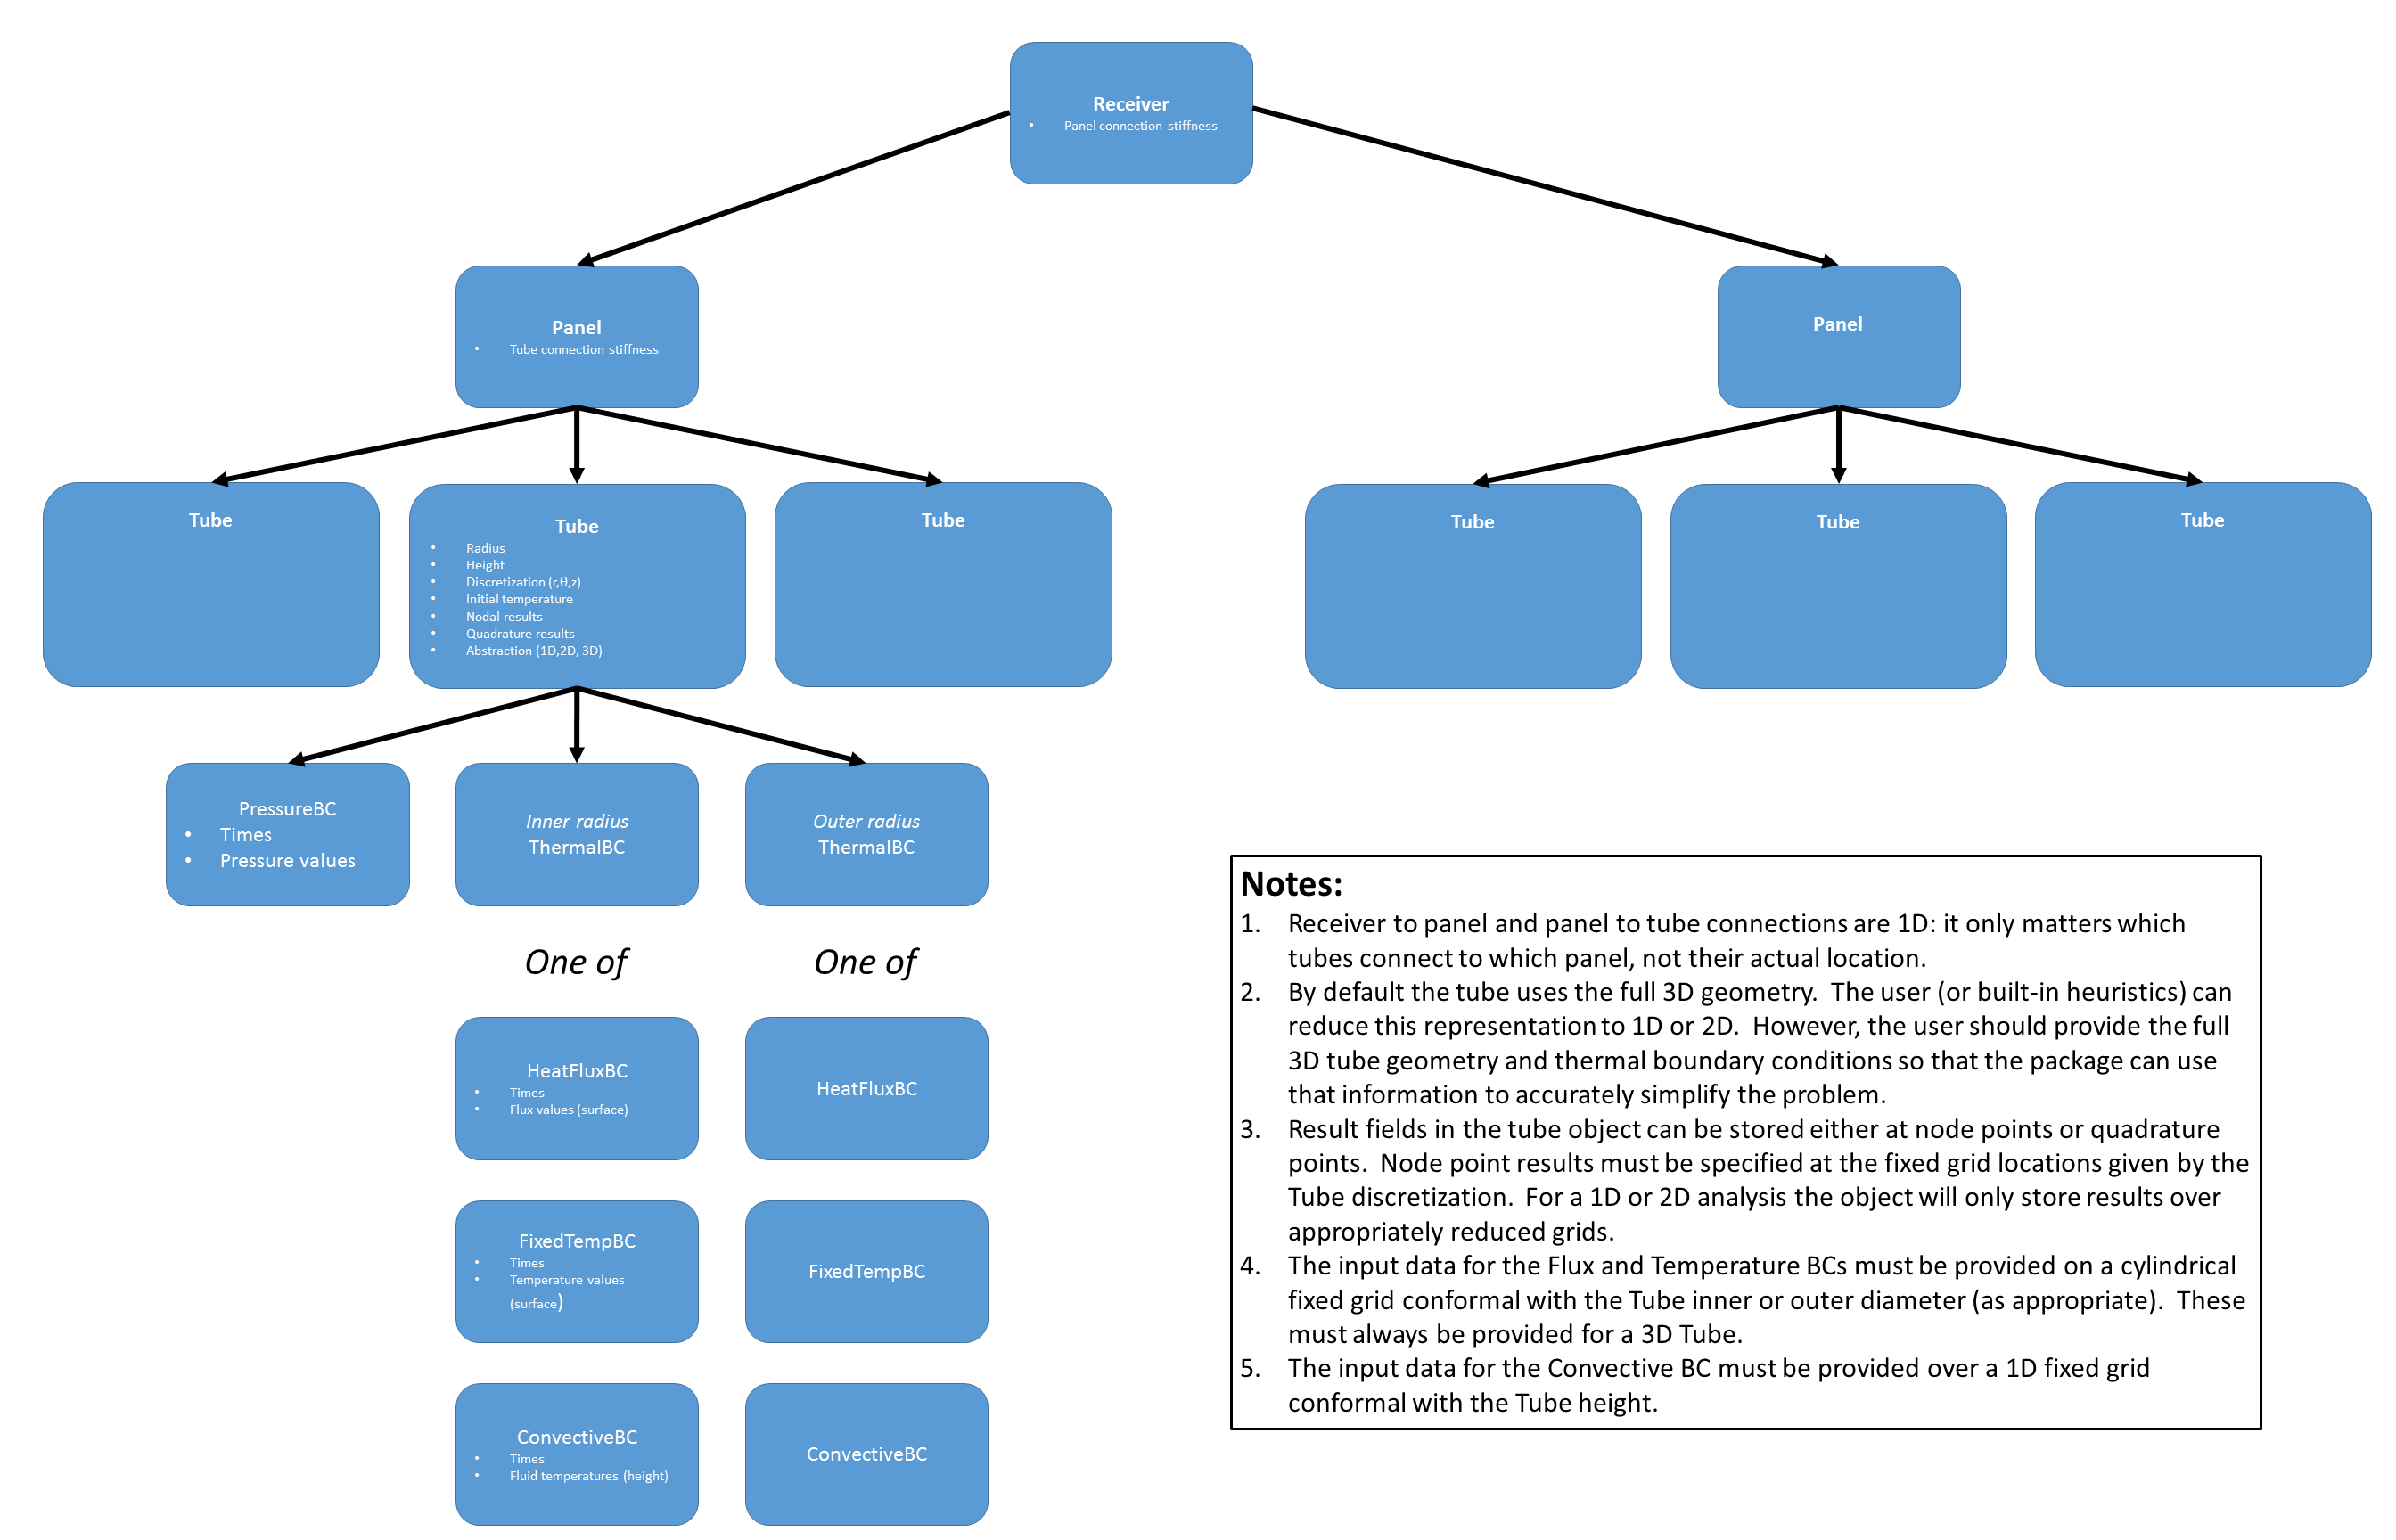 Receiver
• Panel connection stiffness
Panel
• Tube connection stiffness
Panel
Tube
Tube
• Radius
• Height
• Discretization (r,θ,z)
• Initial temperature
• Nodal results
• Quadrature results
• Abstraction (1D,2D, 3D)
Tube
Tube
Tube
Tube
PressureBC
• Times
• Pressure values
Inner radius
ThermalBC
Outer radius
ThermalBC
One of
One of
HeatFluxBC
• Times
• Flux values (surface)
HeatFluxBC
FixedTempBC
• Times
• Temperature values
(surface)
FixedTempBC
ConvectiveBC
• Times
• Fluid temperatures (height)
ConvectiveBC
Notes:
1. Receiver to panel and panel to tube connections are 1D: it only matters which
tubes connect to which panel, not their actual location.
2. By default the tube uses the full 3D geometry. The user (or built-in heuristics) can
reduce this representation to 1D or 2D. However, the user should provide the full
3D tube geometry and thermal boundary conditions so that the package can use
that information to accurately simplify the problem.
3. Result fields in the tube object can be stored either at node points or quadrature
points. Node point results must be specified at the fixed grid locations given by the
Tube discretization. For a 1D or 2D analysis the object will only store results over
appropriately reduced grids.
4. The input data for the Flux and Temperature BCs must be provided on a cylindrical
fixed grid conformal with the Tube inner or outer diameter (as appropriate). These
must always be provided for a 3D Tube.
5. The input data for the Convective BC must be provided over a 1D fixed grid
conformal with the Tube height.